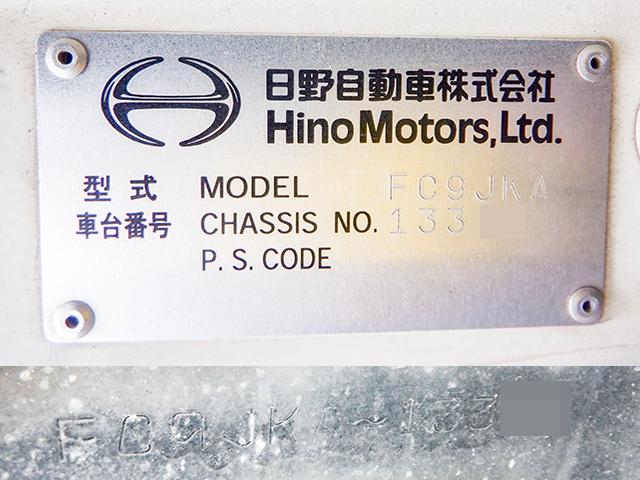 日野自動車株式会社
Hino Motors, Ltd.
型式 MODEL FC9JKA
車台番号 CHASSIS NO. 133
P. S. CODE
FC9JK ~133